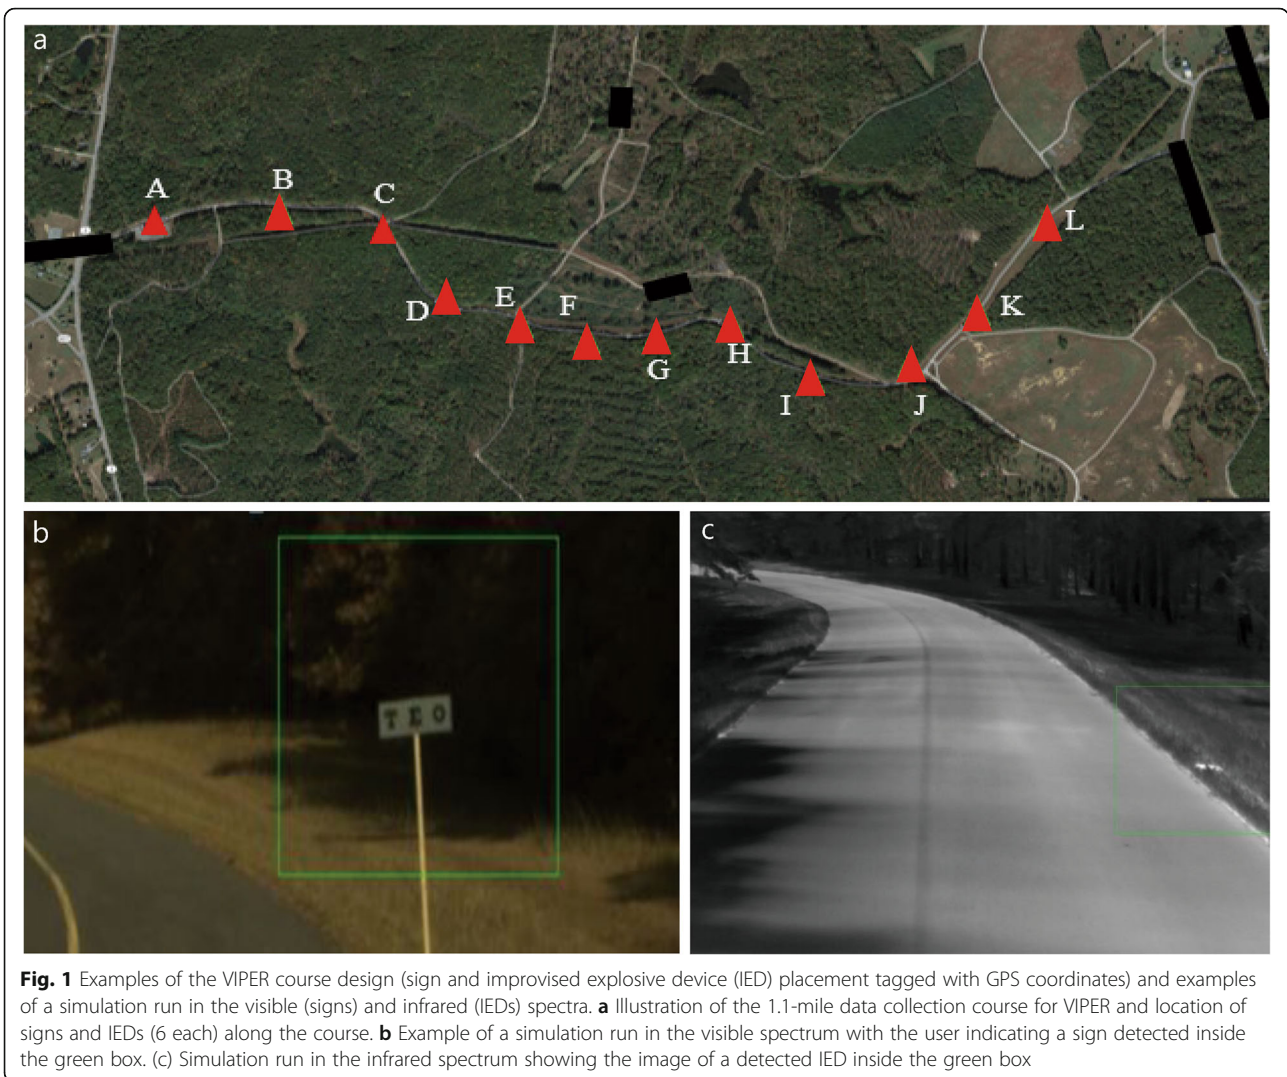 a
A
B
C
D
E
F
G
H
I
J
K
L
b
TEO
c
Fig. 1 Examples of the VIPER course design (sign and improvised explosive device (IED) placement tagged with GPS coordinates) and examples
of a simulation run in the visible (signs) and infrared (IEDs) spectra. a Illustration of the 1.1-mile data collection course for VIPER and location of
signs and IEDs (6 each) along the course. b Example of a simulation run in the visible spectrum with the user indicating a sign detected inside
the green box. (c) Simulation run in the infrared spectrum showing the image of a detected IED inside the green box